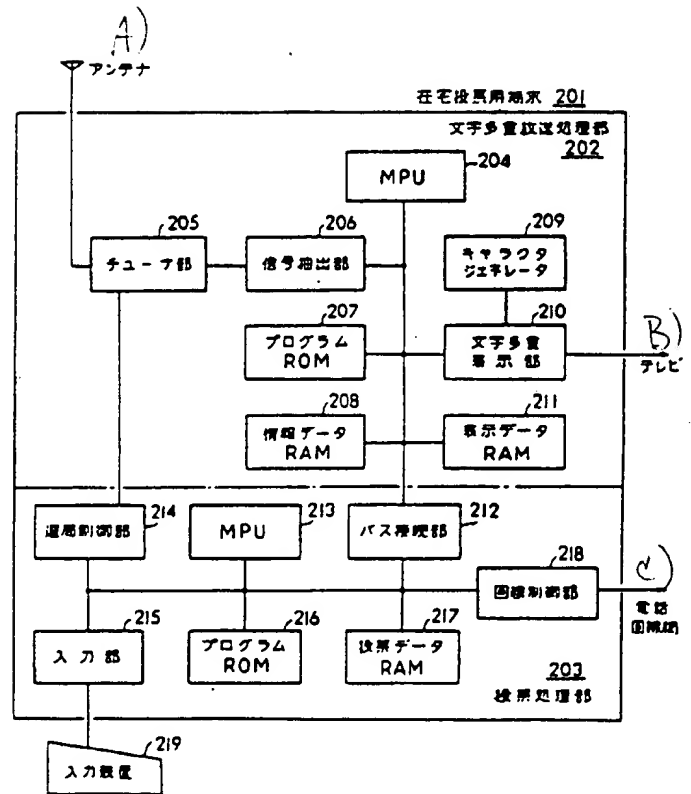 A)
アンテナ
在宅投票用端末 201
文字多重放送処理部
202
204
MPU
205
チューナ部
206
信号抽出部
209
キャラクタ
ジェネレータ
207
プログラム
ROM
210
文字多重
表示部
B)
テレビ
208
情報データ
RAM
211
表示データ
RAM
214
選局制御部
213
MPU
212
バス接続部
218
回線制御部
C)
電話
回線網
215
入力部
216
プログラム
ROM
217
投票データ
RAM
203
投票処理部
219
入力装置